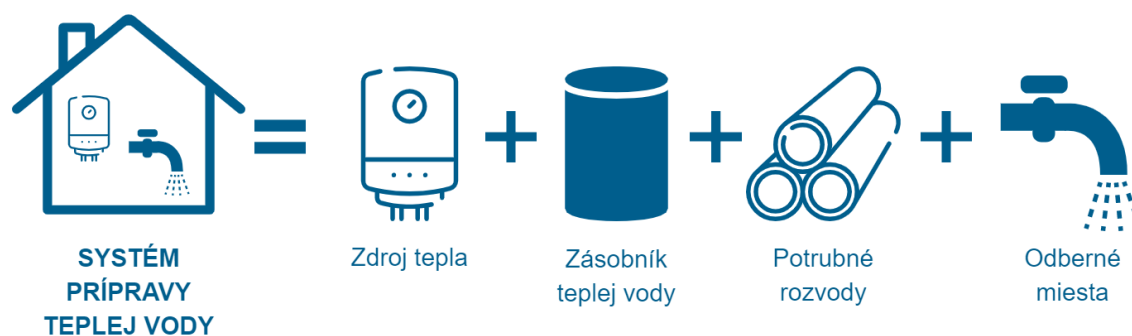 SYSTÉM
PRÍPRAVY
TEPLEJ VODY
Zdroj tepla
Zásobník
teplej vody
Potrubné
rozvody
Odberné
miesta